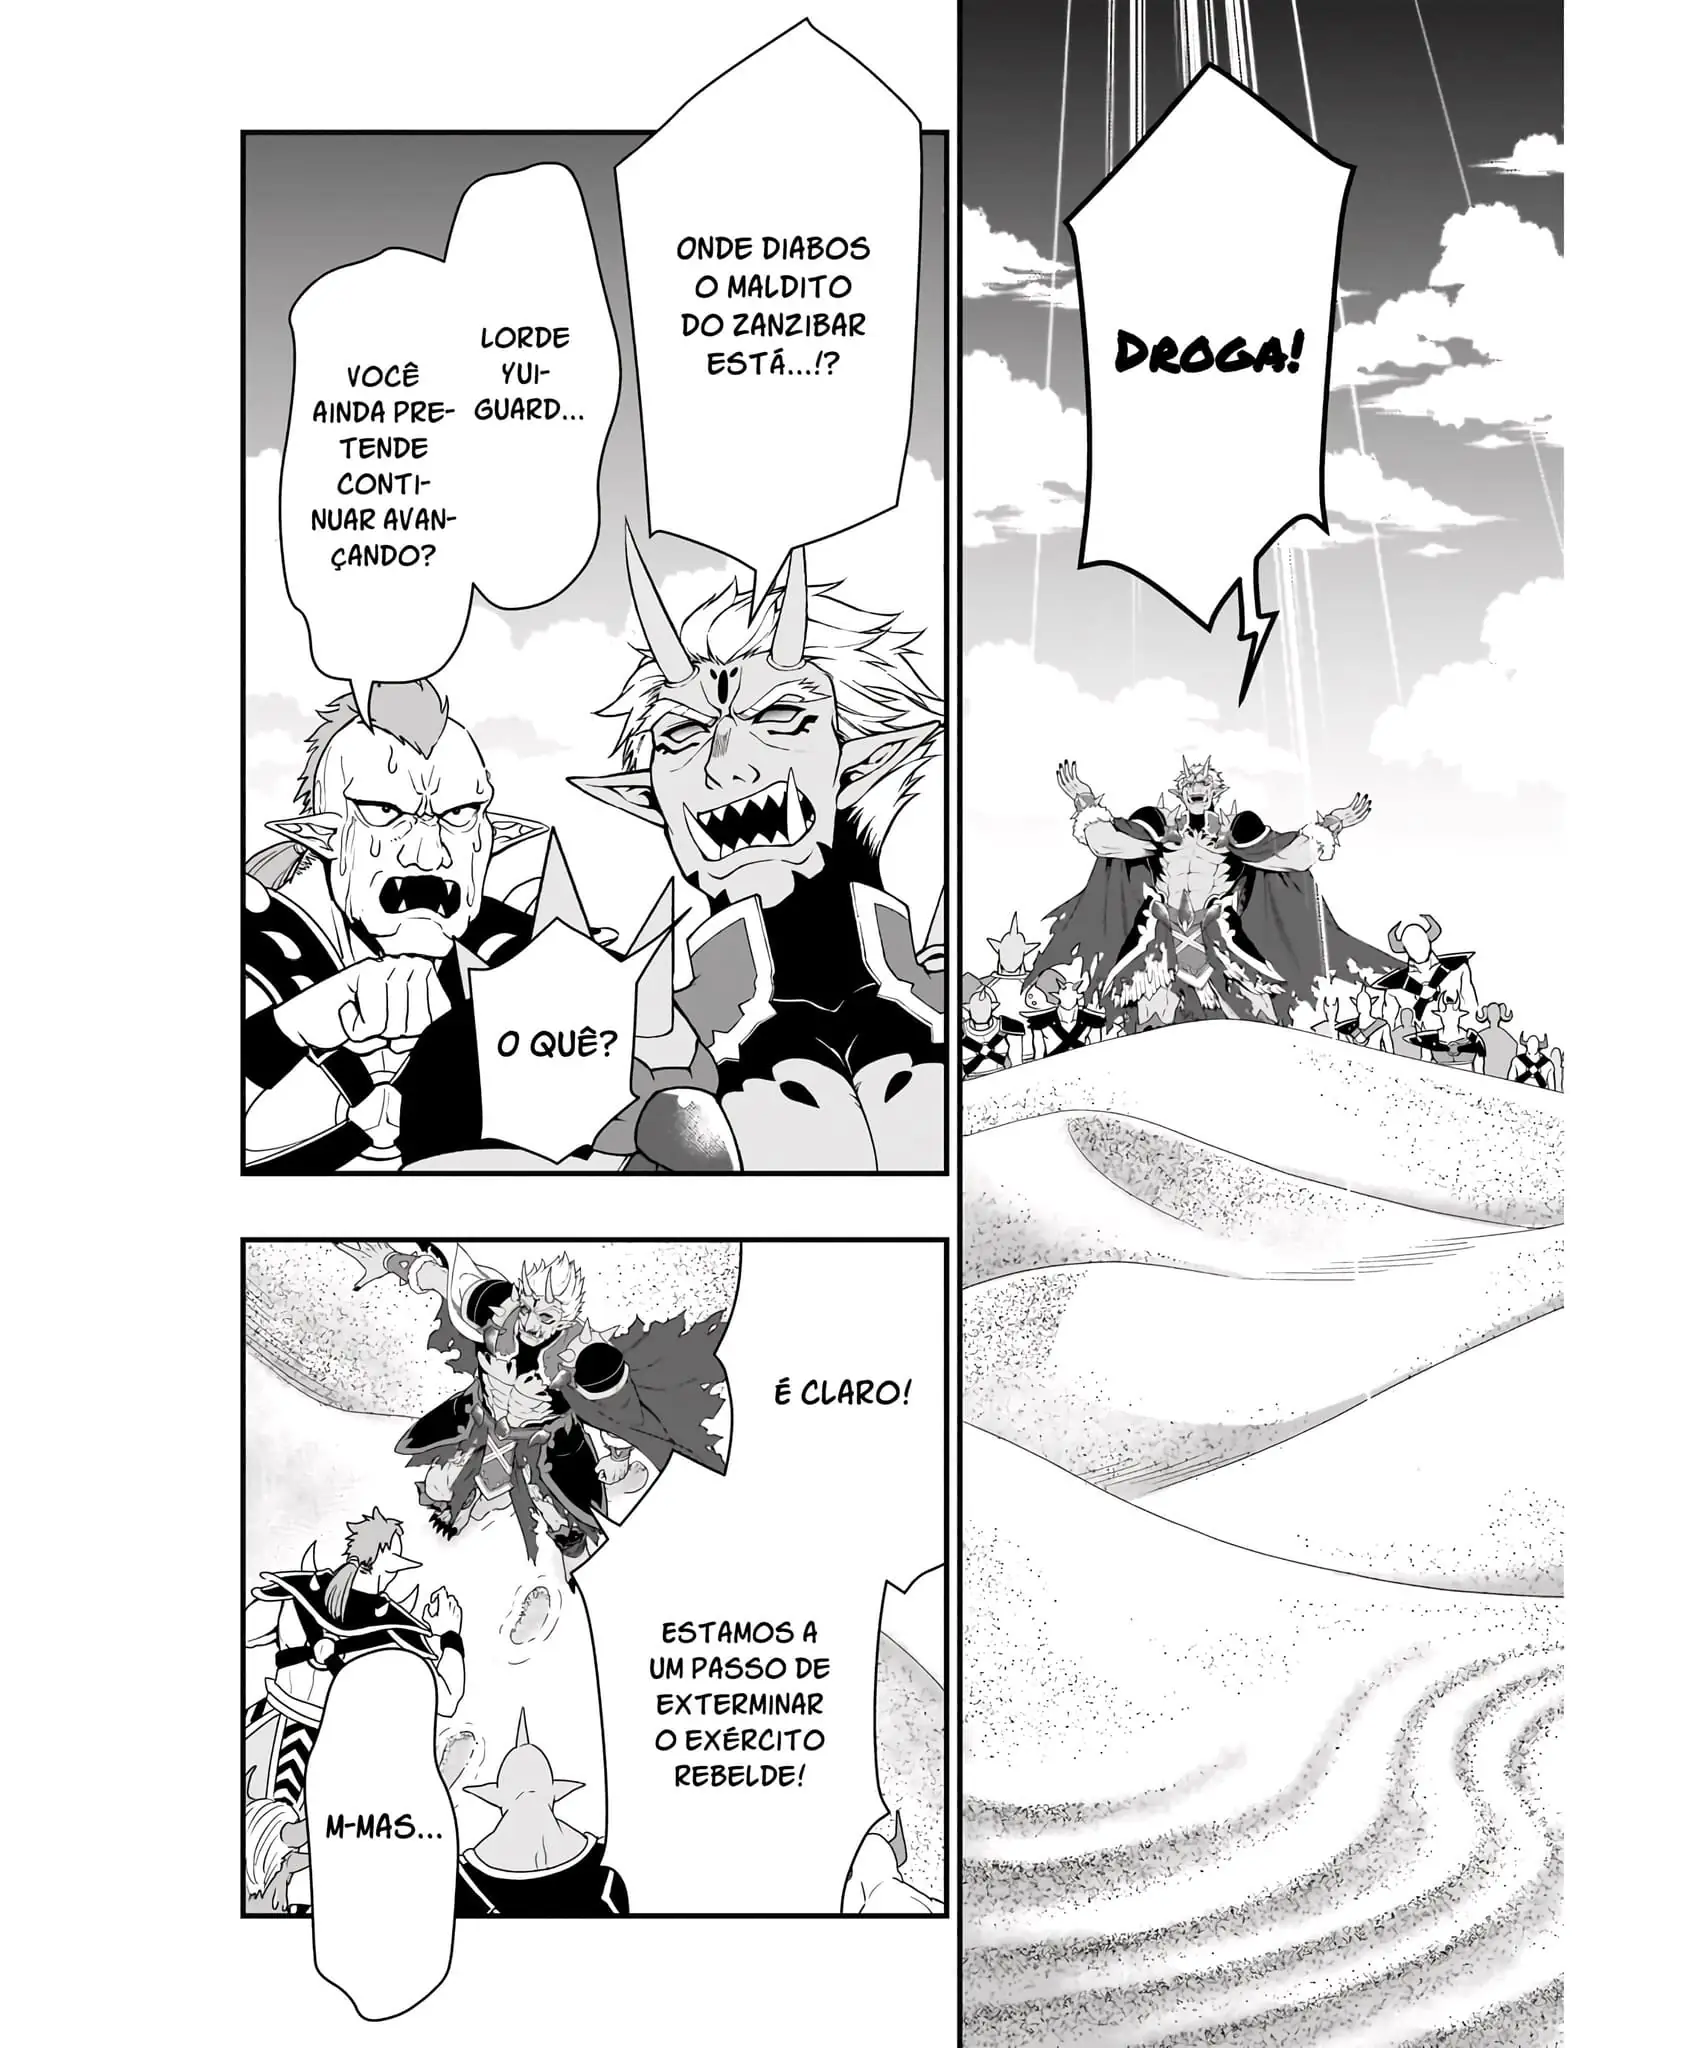 DROGA!
ONDE DIABOS
O MALDITO
DO ZANZIBAR
ESTÁ...!?
LORDE
YUI-
GUARD...
VOCÊ
AINDA PRE-
TENDE
CONTI-
NUAR AVAN-
ÇANDO?
O QUÊ?
É CLARO!
ESTAMOS A
UM PASSO DE
EXTERMINAR
O EXÉRCITO
REBELDE!
M-MAS...